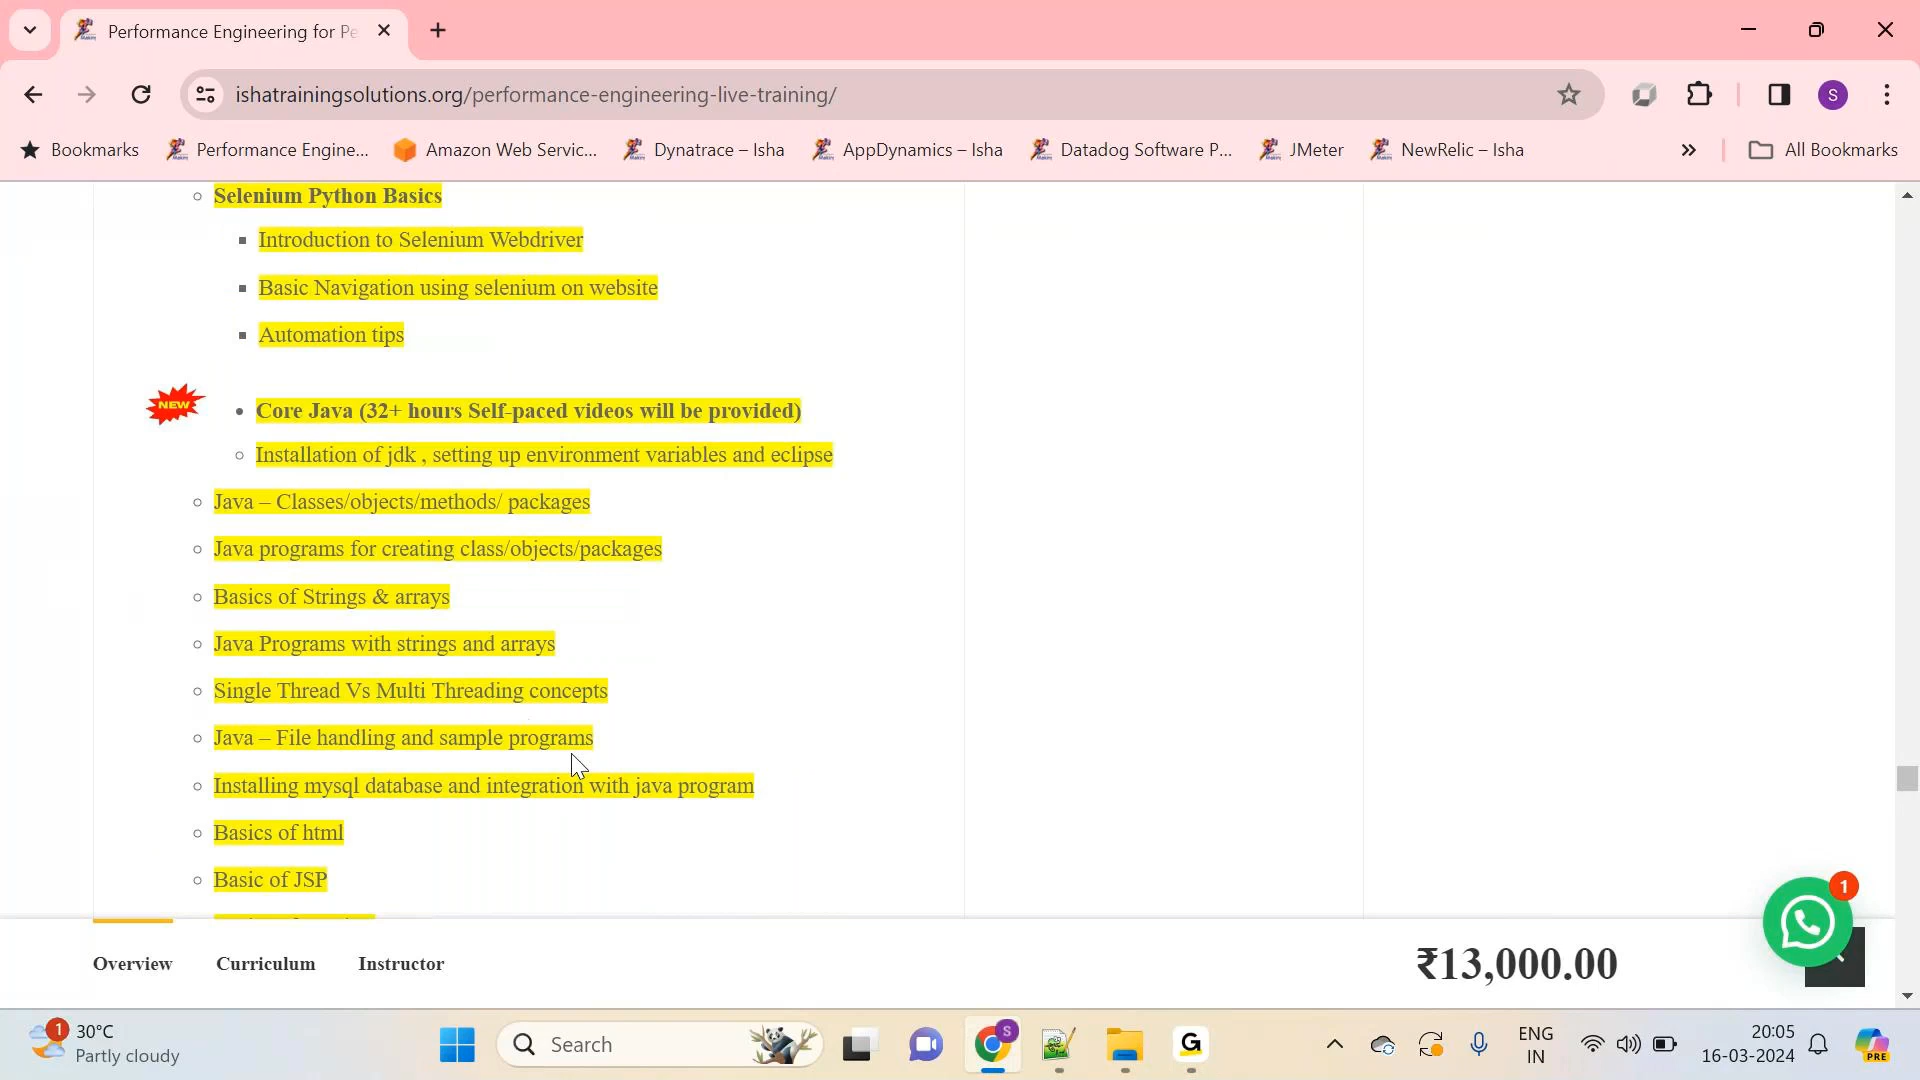 Performance Engineering for Pe
ishatrainingsolutions.org/performance-engineering-live-training/
S
Bookmarks
Performance Engine...
Amazon Web Servic...
Dynatrace – Isha
AppDynamics – Isha
Datadog Software P...
JMeter
NewRelic – Isha
All Bookmarks
Selenium Python Basics
Introduction to Selenium Webdriver
Basic Navigation using selenium on website
Automation tips
NEW
Core Java (32+ hours Self-paced videos will be provided)
Installation of jdk , setting up environment variables and eclipse
Java – Classes/objects/methods/ packages
Java programs for creating class/objects/packages
Basics of Strings & arrays
Java Programs with strings and arrays
Single Thread Vs Multi Threading concepts
Java – File handling and sample programs
Installing mysql database and integration with java program
Basics of html
Basic of JSP
1
Overview
Curriculum
Instructor
₹13,000.00
1
30°C
Partly cloudy
Search
S
G
ENG
IN
20:05
16-03-2024
PRE